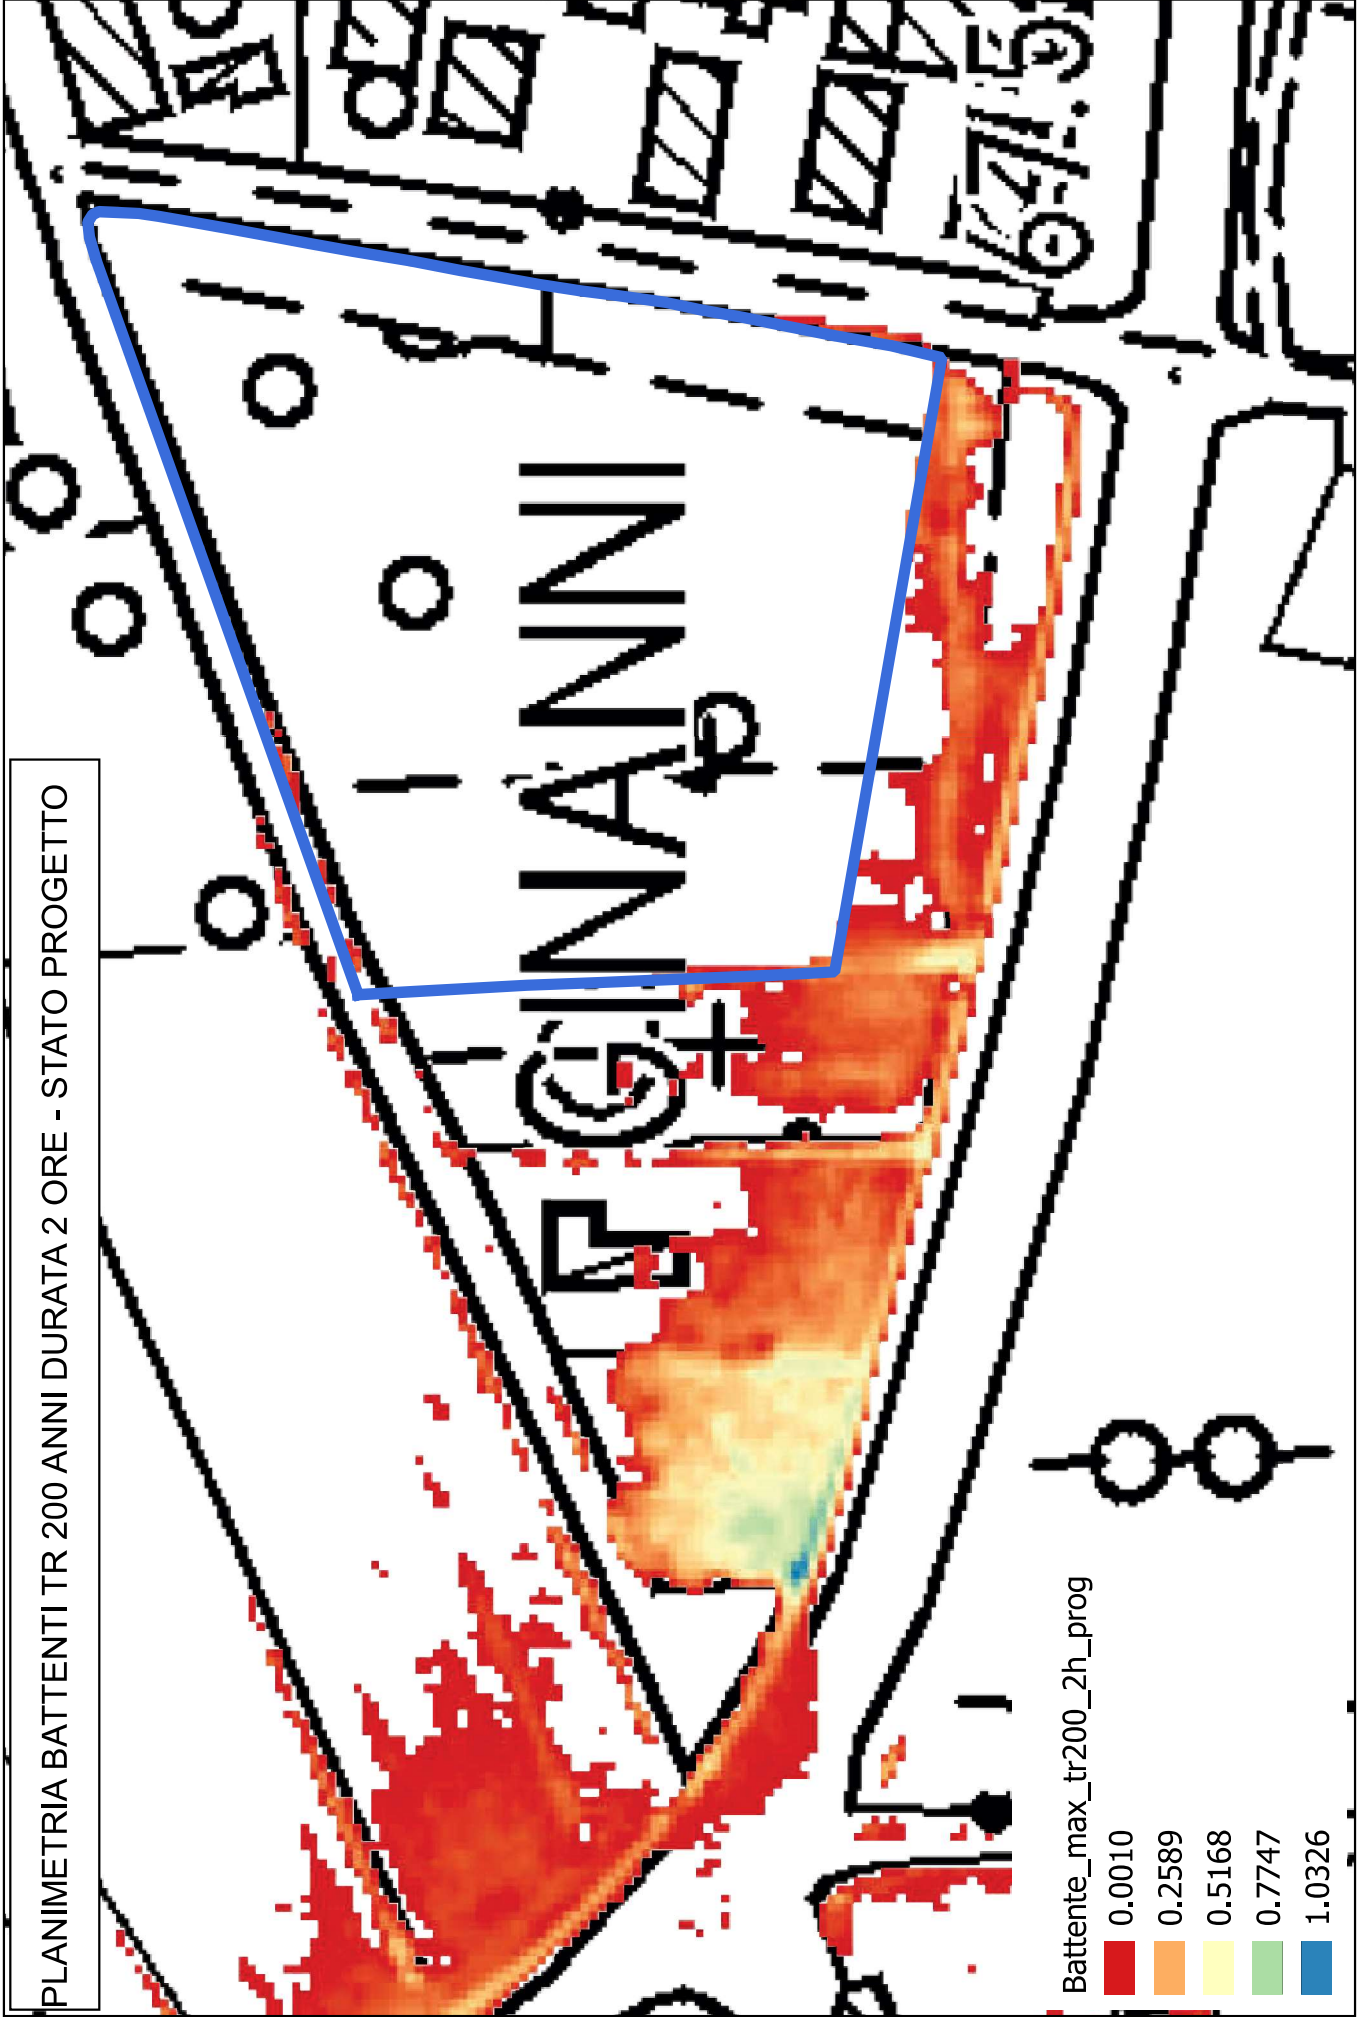 PLANIMETRIA BATTENTI TR 200 ANNI DURATA 2 ORE - STATO PROGETTO
GINANNI
Battente_max_tr200_2h_prog
0.0010
0.2589
0.5168
0.7747
1.0326